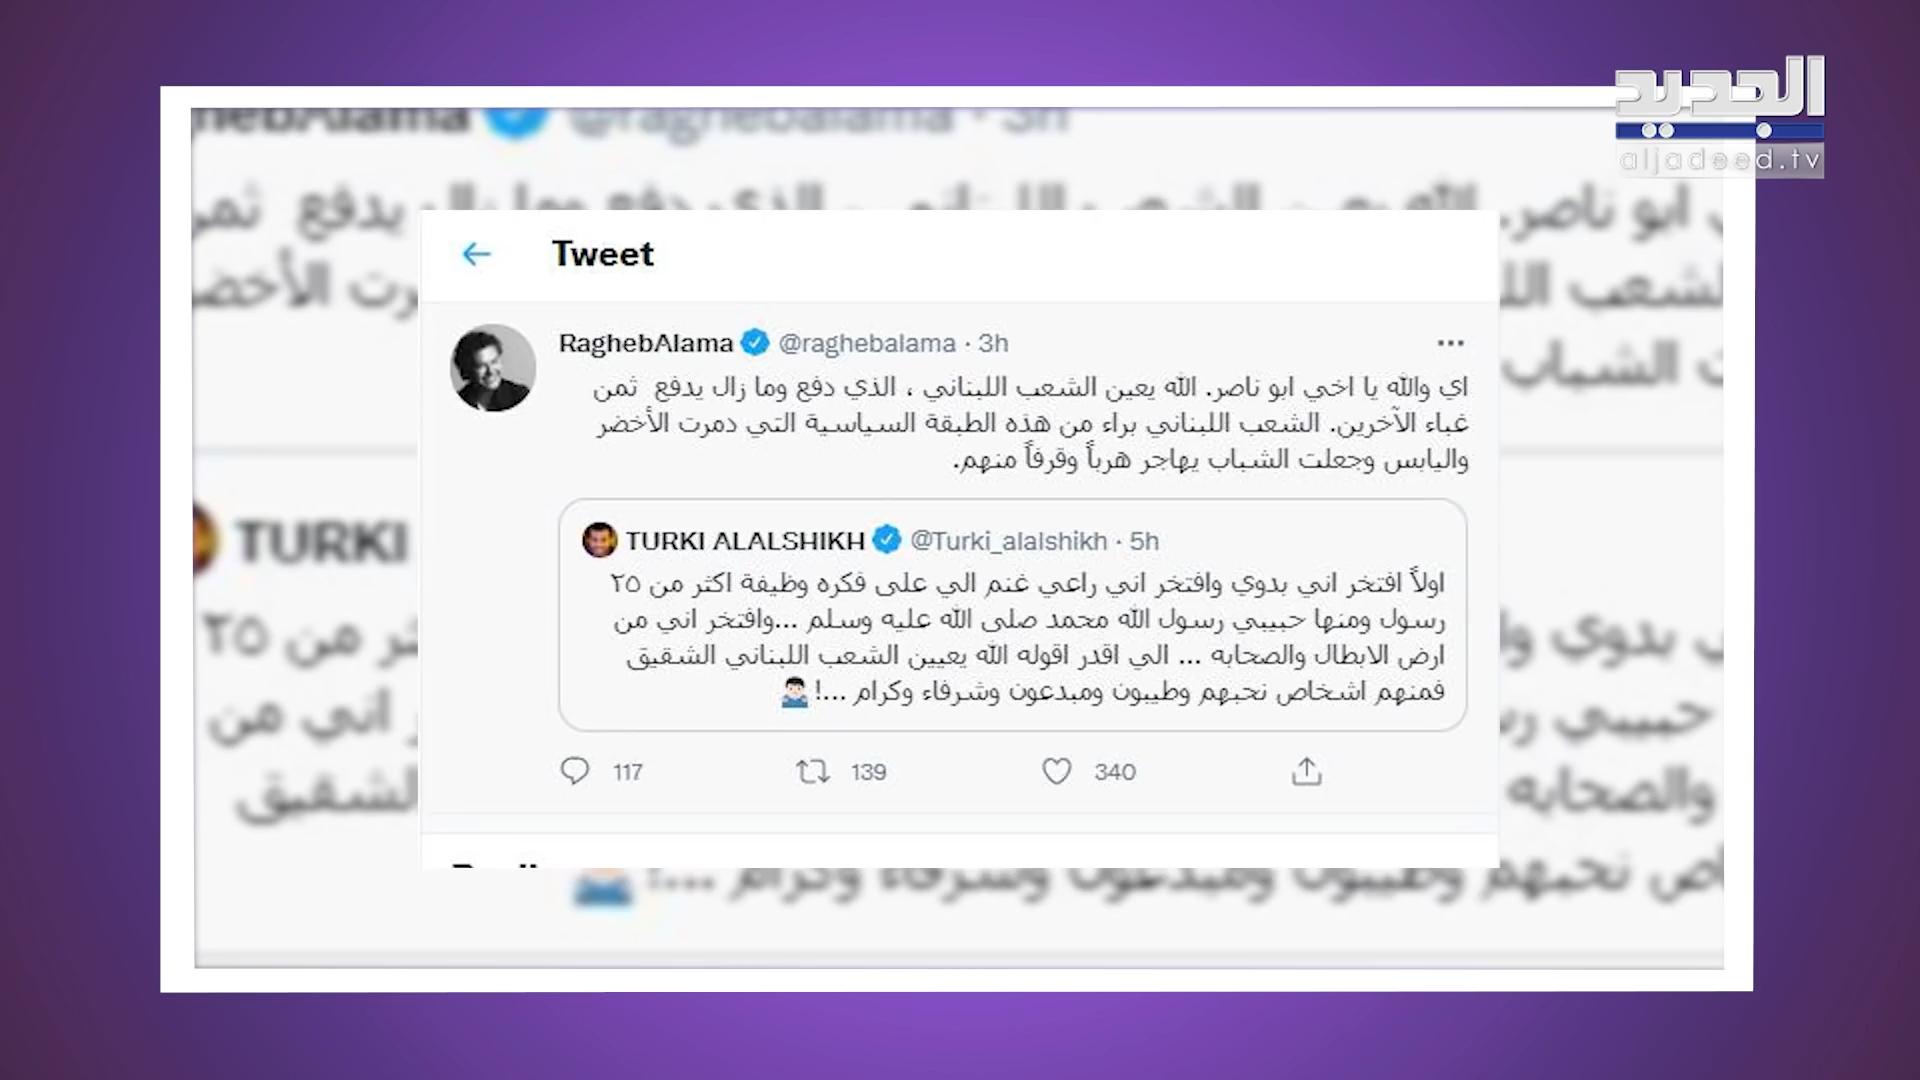 الجديد
aljadeed.tv
Tweet
RaghebAlama @raghebalama · 3h
اي والله يا اخي ابو ناصر. الله يعين الشعب اللبناني ، الذي دفع وما زال يدفع ثمن
غباء الآخرين. الشعب اللبناني براء من هذه الطبقة السياسية التي دمرت الأخضر
واليابس وجعلت الشباب يهاجر هرباً وقرفاً منهم.
TURKI ALALSHIKH @Turki_alalshikh · 5h
اولاً افتخر اني بدوي وافتخر اني راعي غنم الي على فكره وظيفة اكثر من ٢٥
رسول ومنها حبيبي رسول الله محمد صلى الله عليه وسلم ...وافتخر اني من
ارض الابطال والصحابه ... الي اقدر اقوله الله يعيين الشعب اللبناني الشقيق
فمنهم اشخاص نحبهم وطيبون ومبدعون وشرفاء وكرام ...!
117 139 340